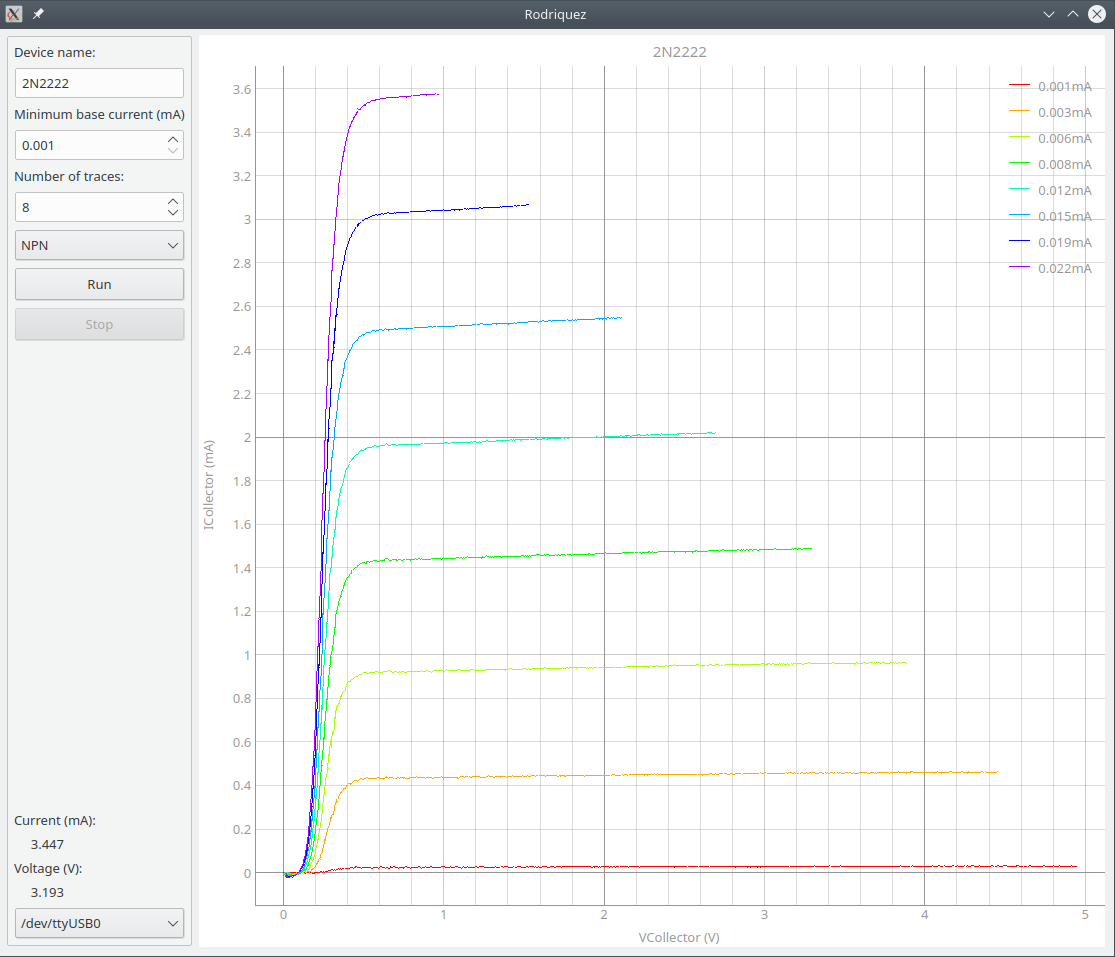 Rodriquez
Device name:
2N2222
Minimum base current (mA)
0.001
Number of traces:
8
NPN
Run
Stop
Current (mA):
3.447
Voltage (V):
3.193
/dev/ttyUSB0
2N2222
ICollector (mA)
3.6
3.4
3.2
3
2.8
2.6
2.4
2.2
2
1.8
1.6
1.4
1.2
1
0.8
0.6
0.4
0.2
0
0 1 2 3 4 5
VCollector (V)
0.001mA
0.003mA
0.006mA
0.008mA
0.012mA
0.015mA
0.019mA
0.022mA